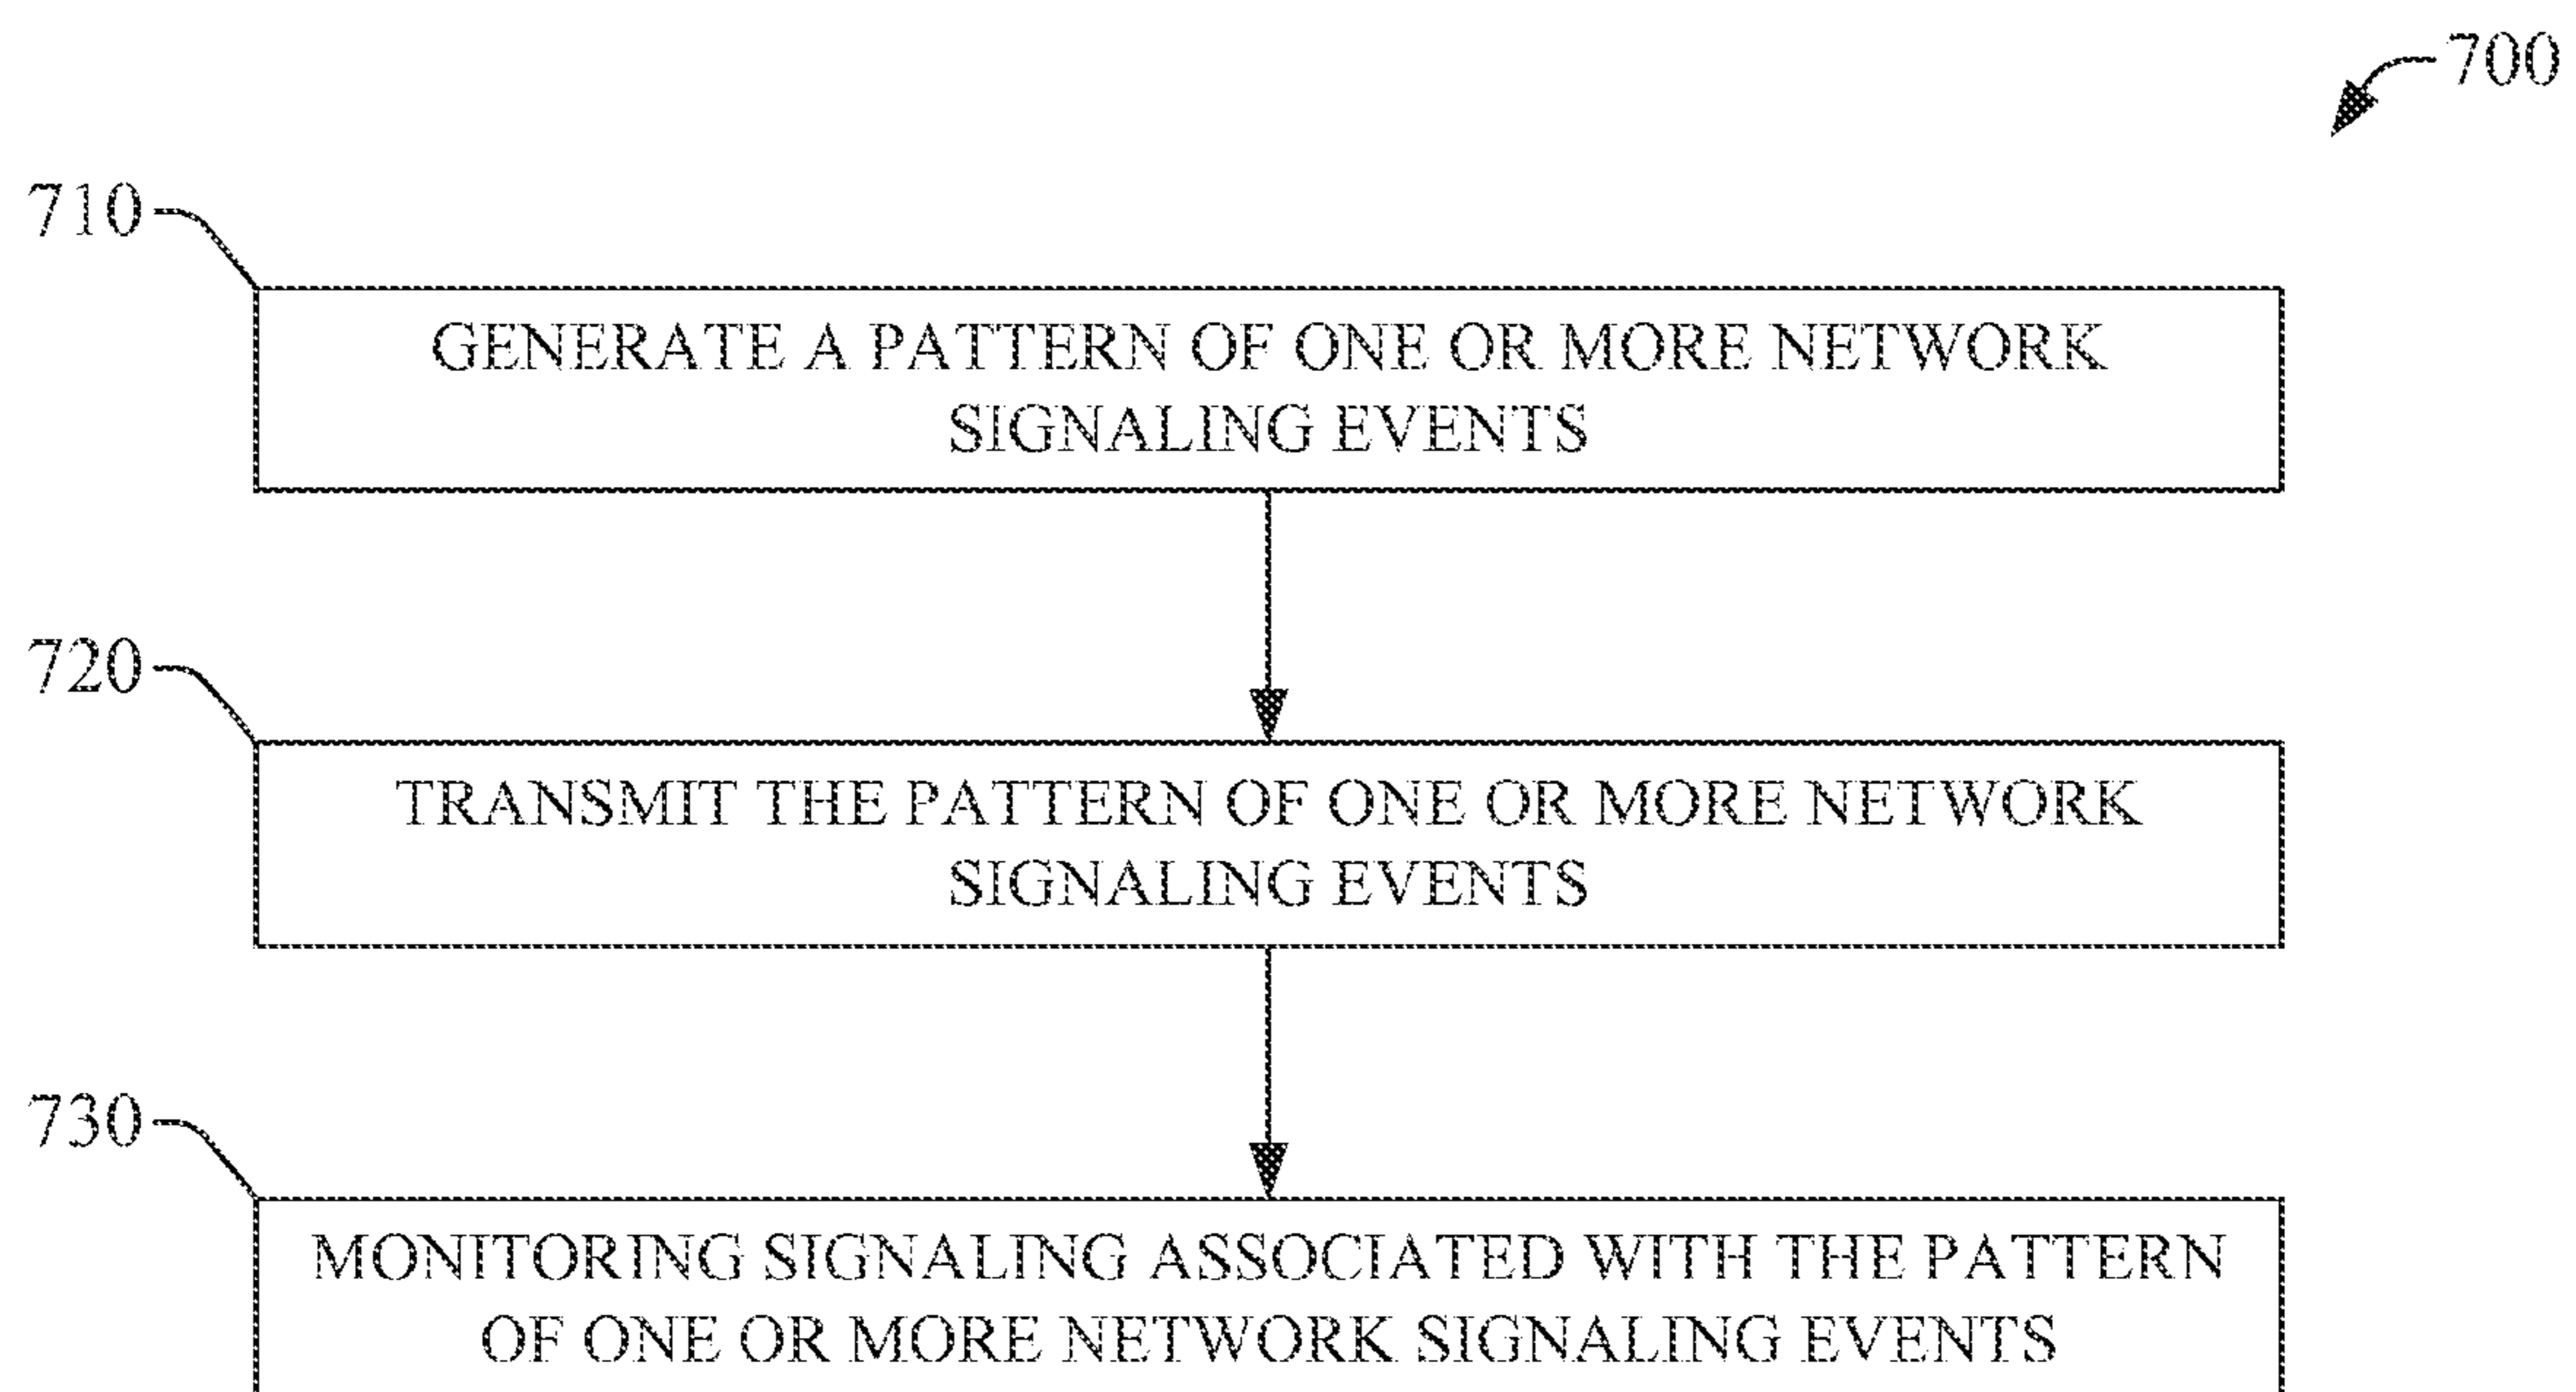 700
710
GENERATE A PATTERN OF ONE OR MORE NETWORK
SIGNALING EVENTS
720
TRANSMIT THE PATTERN OF ONE OR MORE NETWORK
SIGNALING EVENTS
730
MONITORING SIGNALING ASSOCIATED WITH THE PATTERN
OF ONE OR MORE NETWORK SIGNALING EVENTS